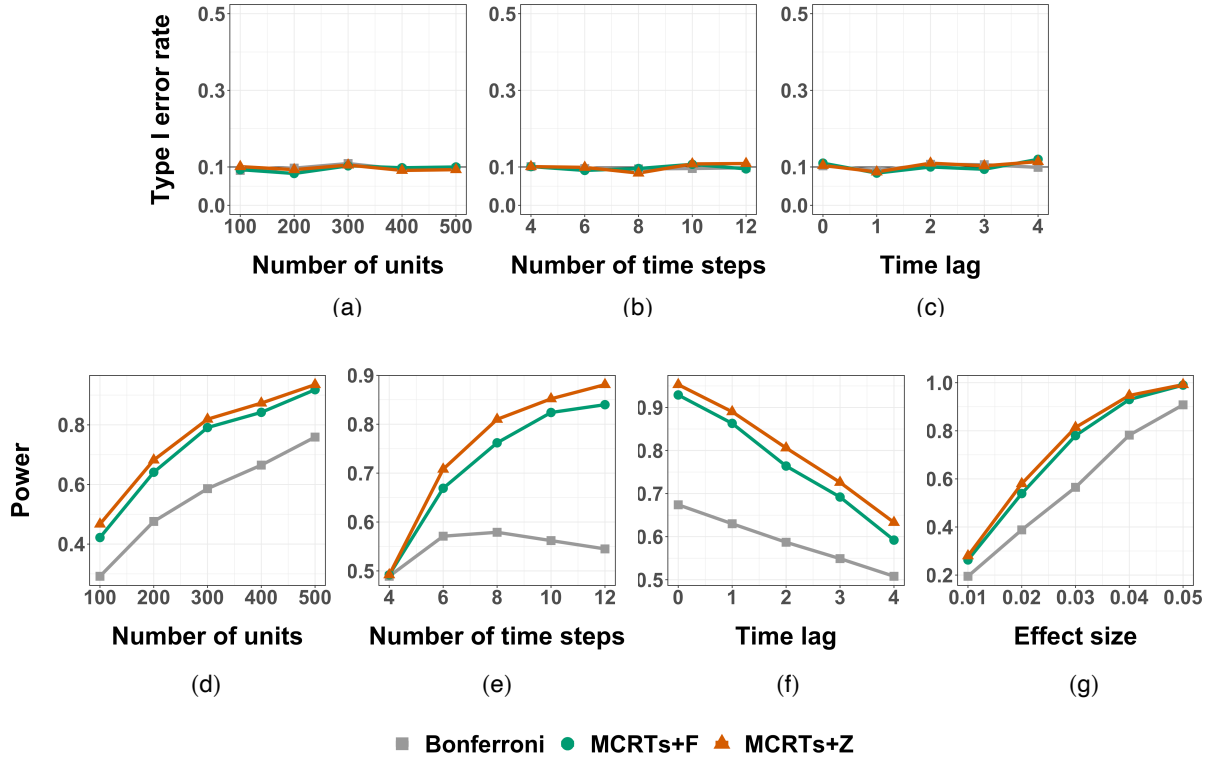 Type I error rate
0.5
0.3
0.1
0.0
100 200 300 400 500
Number of units
(a)
0.5
0.3
0.1
0.0
4 6 8 10 12
Number of time steps
(b)
0.5
0.3
0.1
0.0
0 1 2 3 4
Time lag
(c)
Power
0.8
0.6
0.4
100 200 300 400 500
Number of units
(d)
0.9
0.8
0.7
0.6
0.5
4 6 8 10 12
Number of time steps
(e)
0.9
0.8
0.7
0.6
0.5
0 1 2 3 4
Time lag
(f)
1.0
0.8
0.6
0.4
0.2
0.01 0.02 0.03 0.04 0.05
Effect size
(g)
Bonferroni MCRTs+F MCRTs+Z